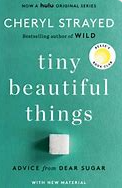 NOW A hulu ORIGINAL SERIES
CHERYL STRAYED
Bestselling author of WILD
tiny
beautiful
things
ADVICE from DEAR SUGAR
WITH NEW MATERIAL